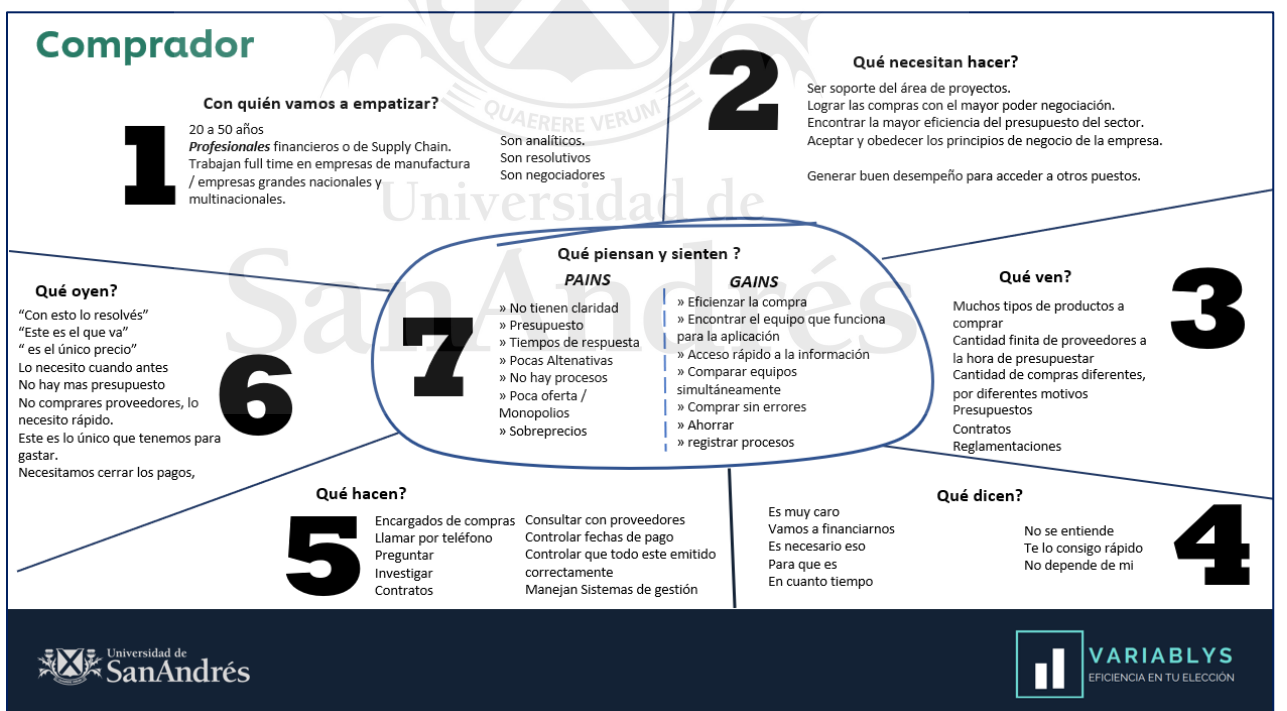 Comprador
1
Con quién vamos a empatizar?
20 a 50 años
Profesionales financieros o de Supply Chain.
Trabajan full time en empresas de manufactura
/ empresas grandes nacionales y
multinacionales.
Son analíticos.
Son resolutivos
Son negociadores
2
Qué necesitan hacer?
Ser soporte del área de proyectos.
Lograr las compras con el mayor poder negociación.
Encontrar la mayor eficiencia del presupuesto del sector.
Aceptar y obedecer los principios de negocio de la empresa.
Generar buen desempeño para acceder a otros puestos.
QUAERERE VERUM
Universidad de
SanAndrés
3
Qué ven?
Muchos tipos de productos a
comprar
Cantidad finita de proveedores a
la hora de presupuestar
Cantidad de compras diferentes,
por diferentes motivos
Presupuestos
Contratos
Reglamentaciones
4
Qué dicen?
Es muy caro
Vamos a financiarnos
Es necesario eso
Para que es
En cuanto tiempo
No se entiende
Te lo consigo rápido
No depende de mi
5
Qué hacen?
Encargados de compras
Llamar por teléfono
Preguntar
Investigar
Contratos
Consultar con proveedores
Controlar fechas de pago
Controlar que todo este emitido
correctamente
Manejan Sistemas de gestión
6
Qué oyen?
“Con esto lo resolvés”
“Este es el que va”
“ es el único precio”
Lo necesito cuando antes
No hay mas presupuesto
No comprares proveedores, lo
necesito rápido.
Este es lo único que tenemos para
gastar.
Necesitamos cerrar los pagos,
7
Qué piensan y sienten ?
PAINS
» No tienen claridad
» Presupuesto
» Tiempos de respuesta
» Pocas Altenativas
» No hay procesos
» Poca oferta /
Monopolios
» Sobreprecios
GAINS
» Eficienzar la compra
» Encontrar el equipo que funciona
para la aplicación
» Acceso rápido a la información
» Comparar equipos
simultáneamente
» Comprar sin errores
» Ahorrar
» registrar procesos
Universidad de
SanAndrés
VARIABLYS
EFICIENCIA EN TU ELECCIÓN